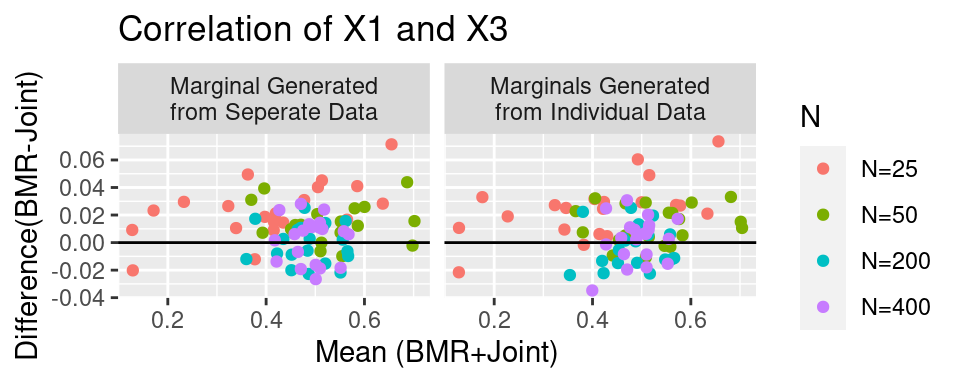 Correlation of X1 and X3
Marginal Generated
from Seperate Data
Marginals Generated
from Individual Data
Difference(BMR-Joint)
0.06
0.04
0.02
0.00
-0.02
-0.04
0.2 0.4 0.6
0.2 0.4 0.6
Mean (BMR+Joint)
N
N=25
N=50
N=200
N=400